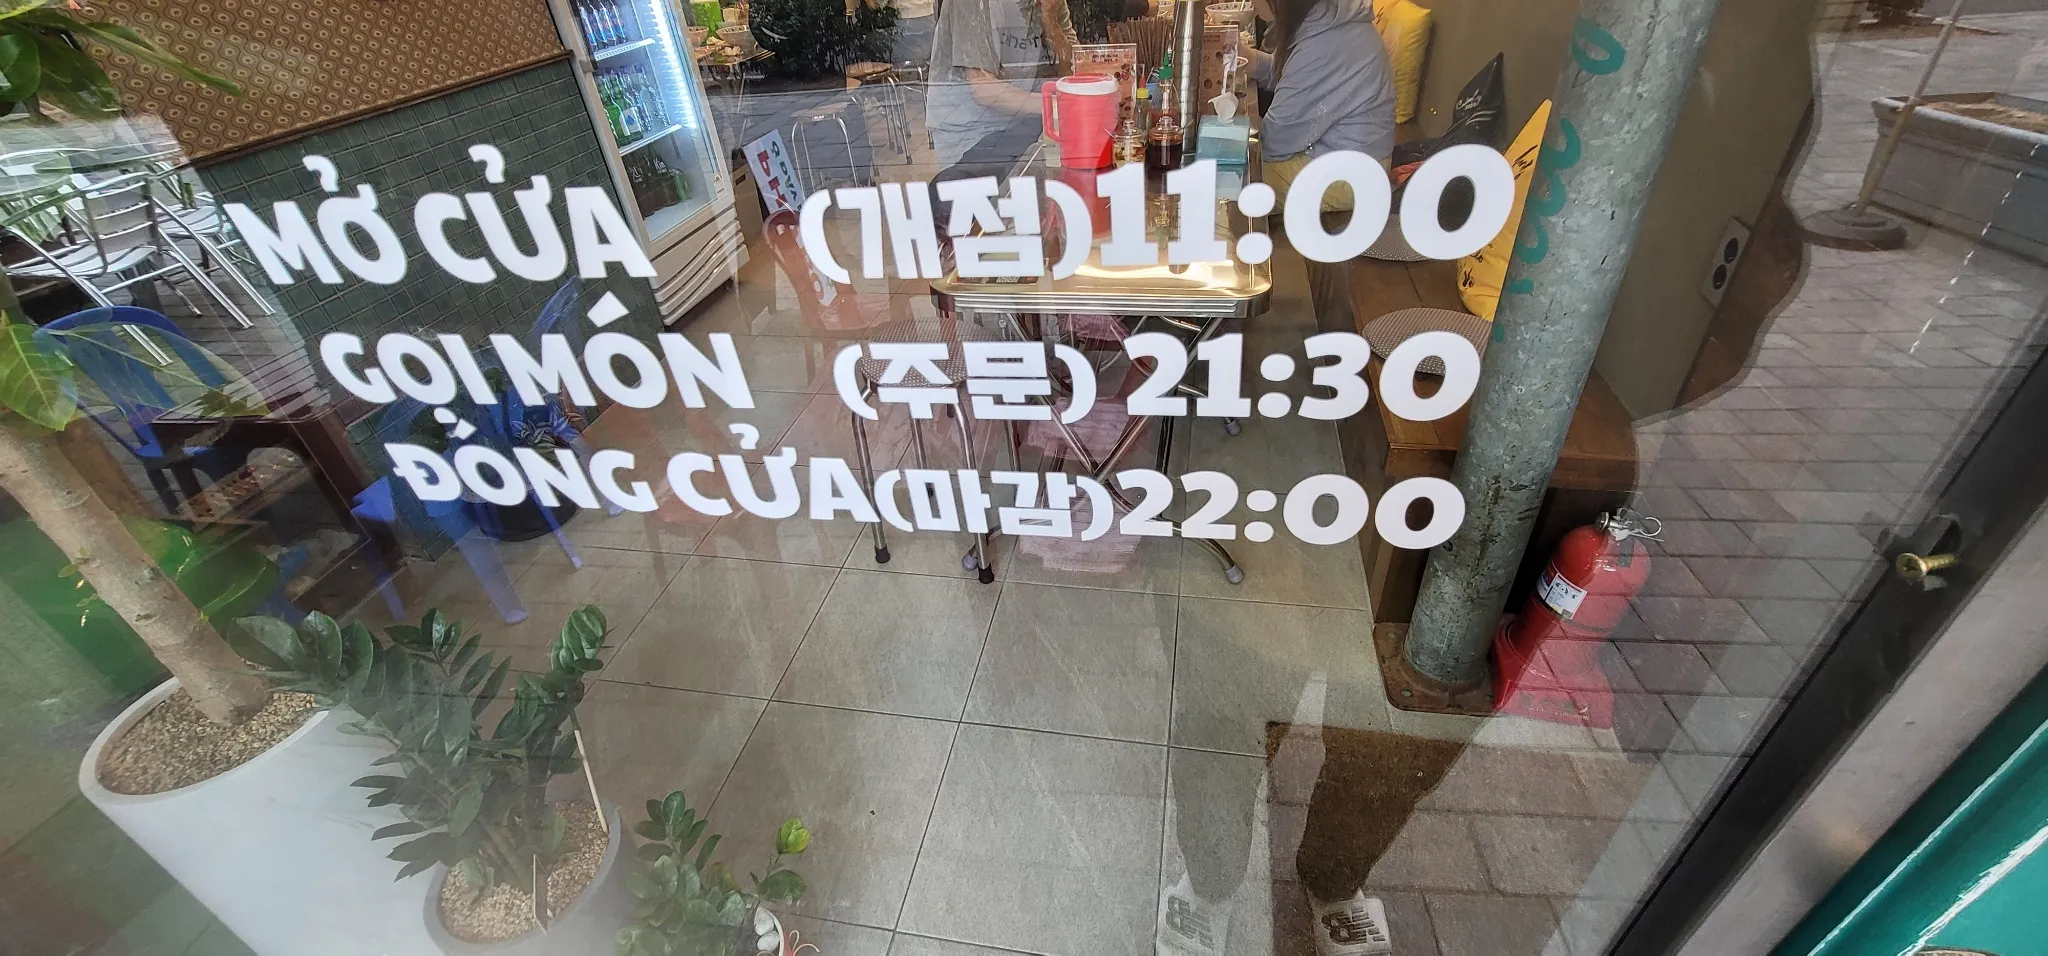 MỞ CỬA (개점)11:00
GỌI MÓN (주문) 21:30
ĐÓNG CỬA(마감)22:00